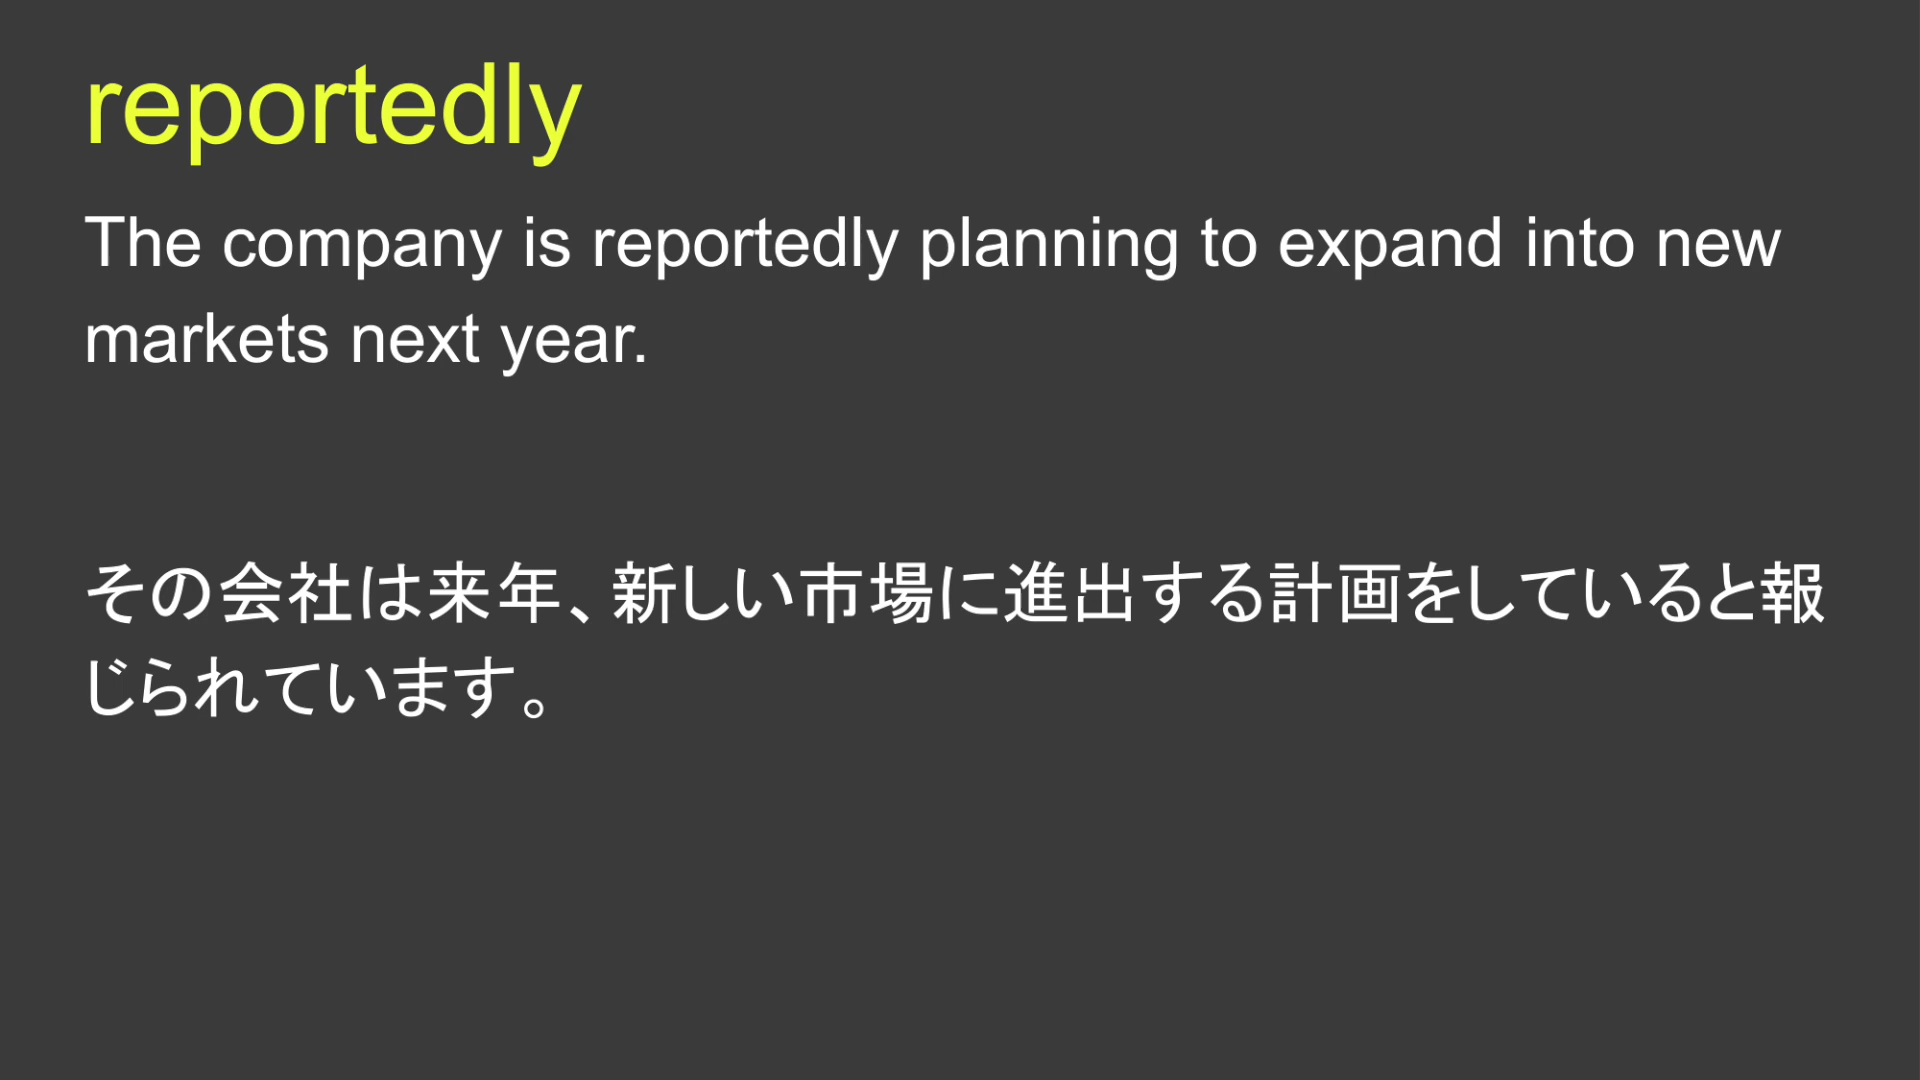 reportedly
The company is reportedly planning to expand into new
markets next year.
その会社は来年、新しい市場に進出する計画をしていると報
じられています。